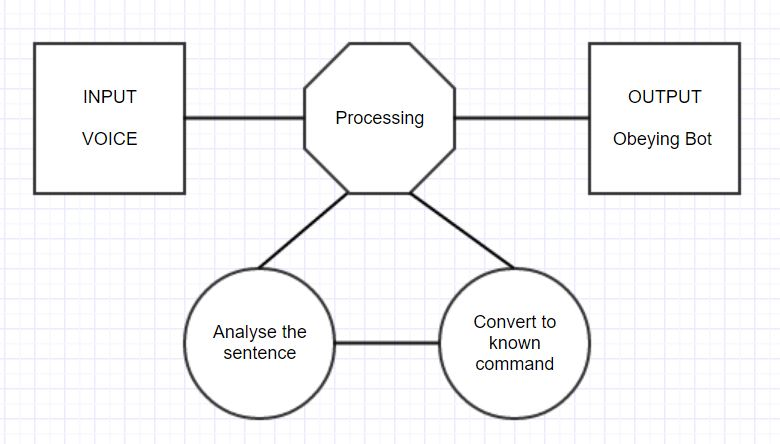 INPUT
VOICE
Processing
OUTPUT
Obeying Bot
Analyse the
sentence
Convert to
known
command